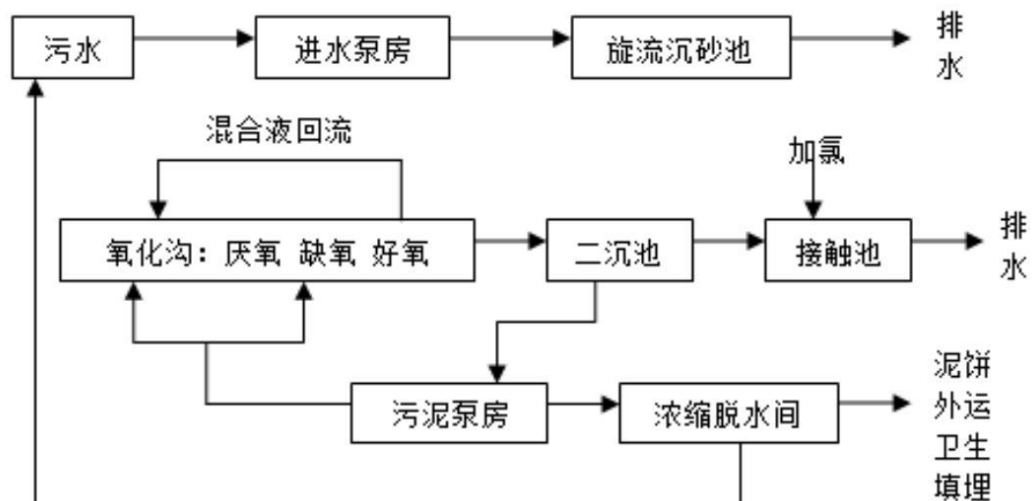 污水
进水泵房
旋流沉砂池
排
水
混合液回流
加氯
氧化沟：厌氧 缺氧 好氧
二沉池
接触池
排
水
污泥泵房
浓缩脱水间
泥饼
外运
卫生
填埋